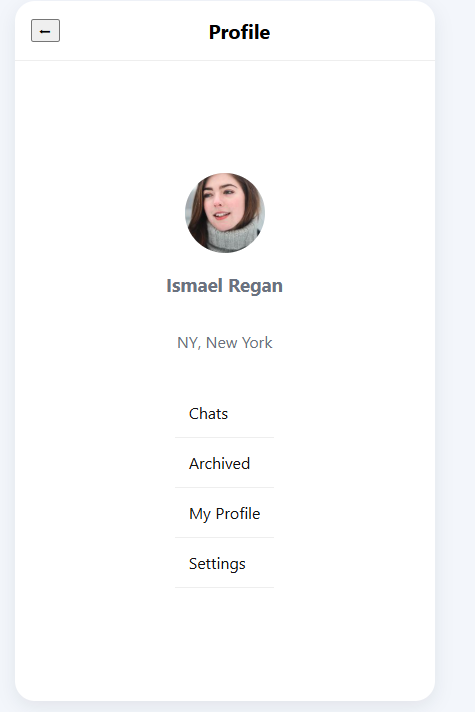 ←
Profile
Ismael Regan
NY, New York
Chats
Archived
My Profile
Settings